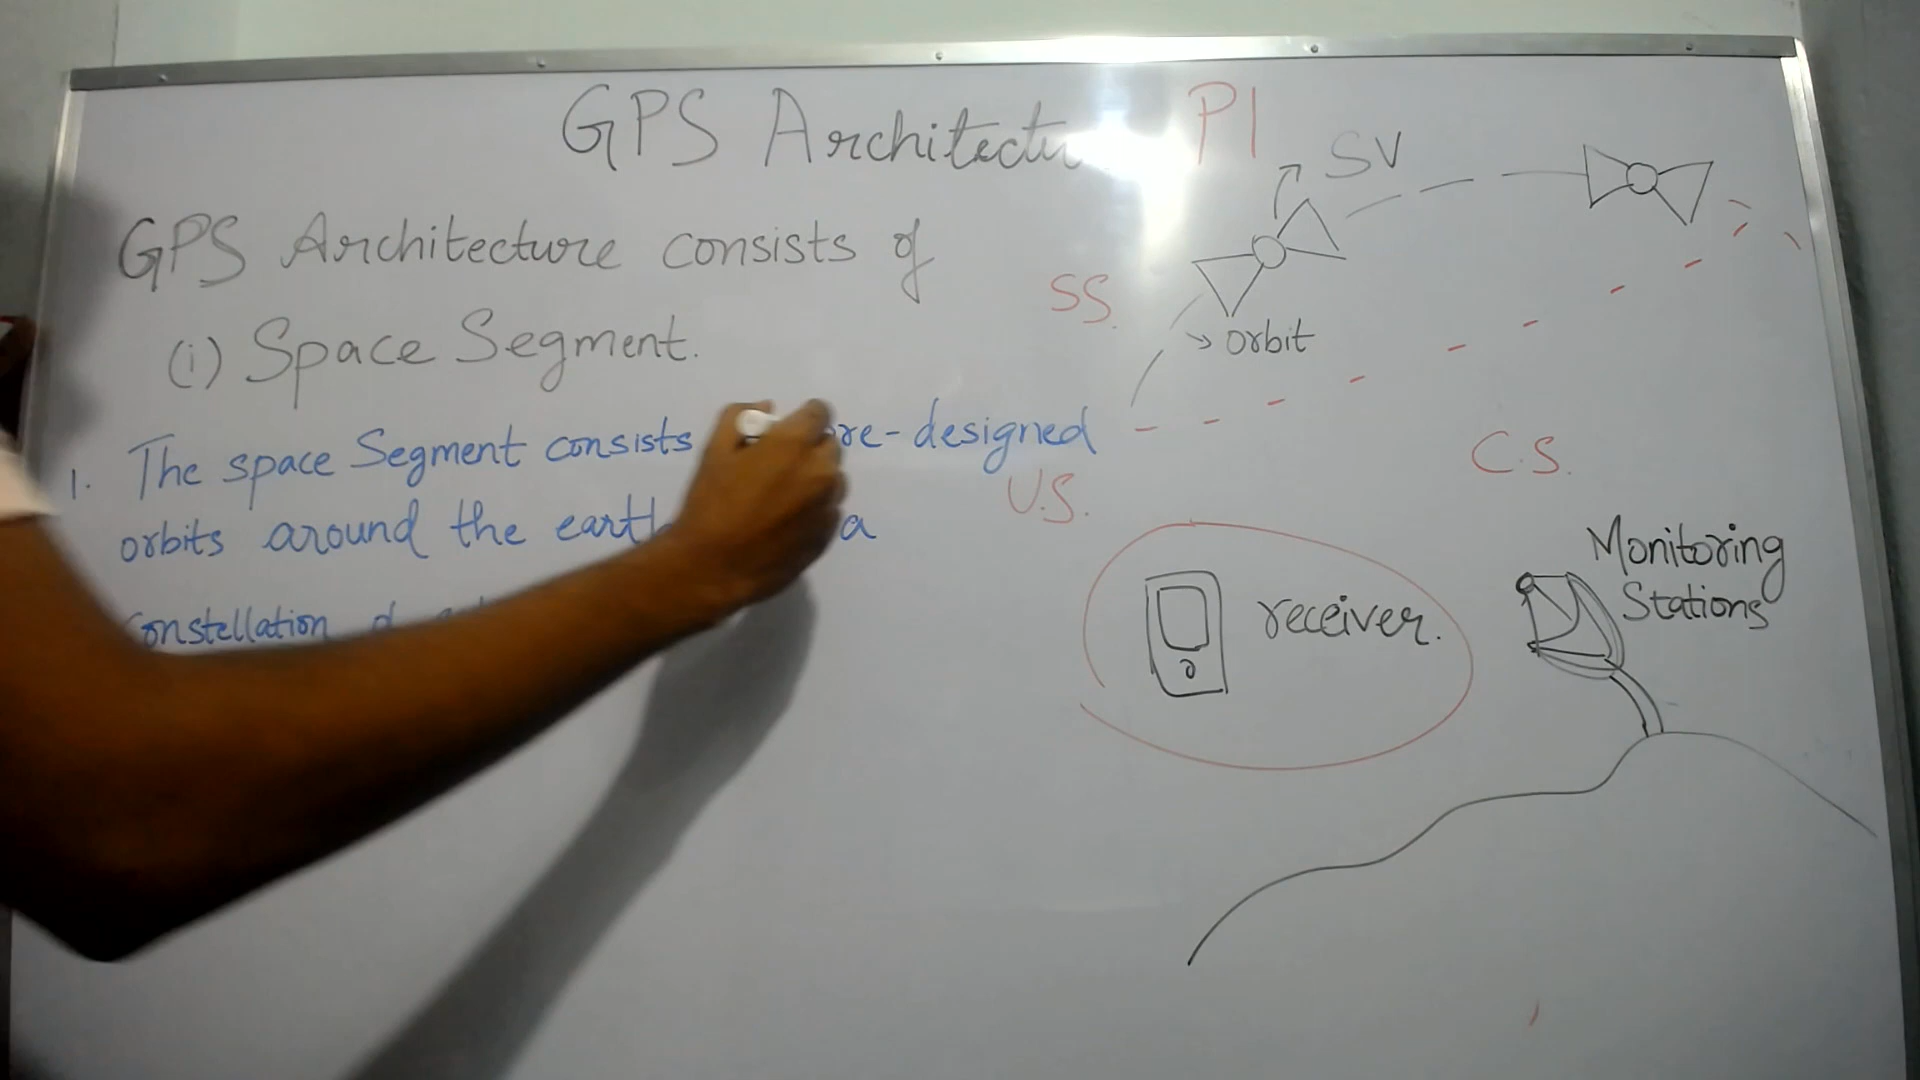 GPS Architectu P1
GPS Architecture consists of
(i) Space Segment.
1. The space Segment consists re-designed
orbits around the earth a
Constellation
SV
SS.
orbit
C.S.
U.S.
receiver.
Monitoring
Stations